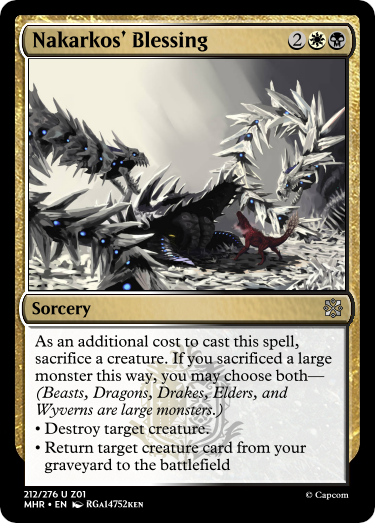 Nakarkos' Blessing 2
Sorcery
As an additional cost to cast this spell,
sacrifice a creature. If you sacrificed a large
monster this way, you may choose both—
(Beasts, Dragons, Drakes, Elders, and
Wyverns are large monsters.)
• Destroy target creature.
• Return target creature card from your
graveyard to the battlefield
212/276 U Z01
MHR • EN RGa14752ken
© Capcom